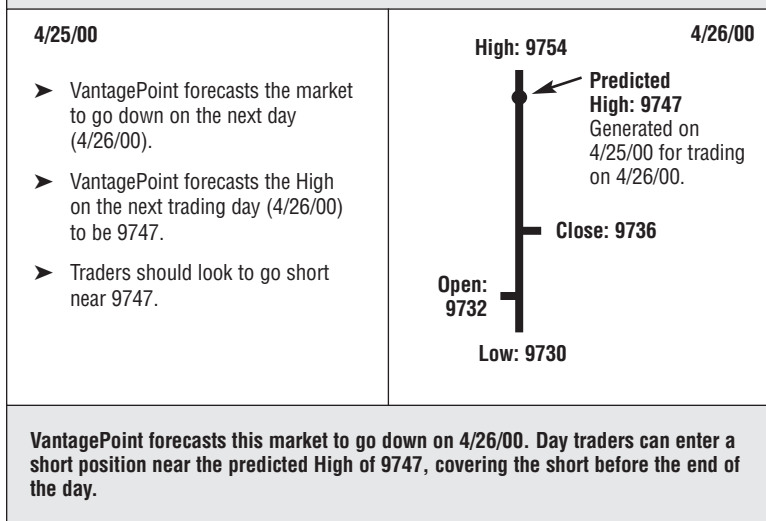 4/25/00
➤ VantagePoint forecasts the market
to go down on the next day
(4/26/00).
➤ VantagePoint forecasts the High
on the next trading day (4/26/00)
to be 9747.
➤ Traders should look to go short
near 9747.
4/26/00
High: 9754
Predicted
High: 9747
Generated on
4/25/00 for trading
on 4/26/00.
Close: 9736
Open:
9732
Low: 9730
VantagePoint forecasts this market to go down on 4/26/00. Day traders can enter a
short position near the predicted High of 9747, covering the short before the end of
the day.